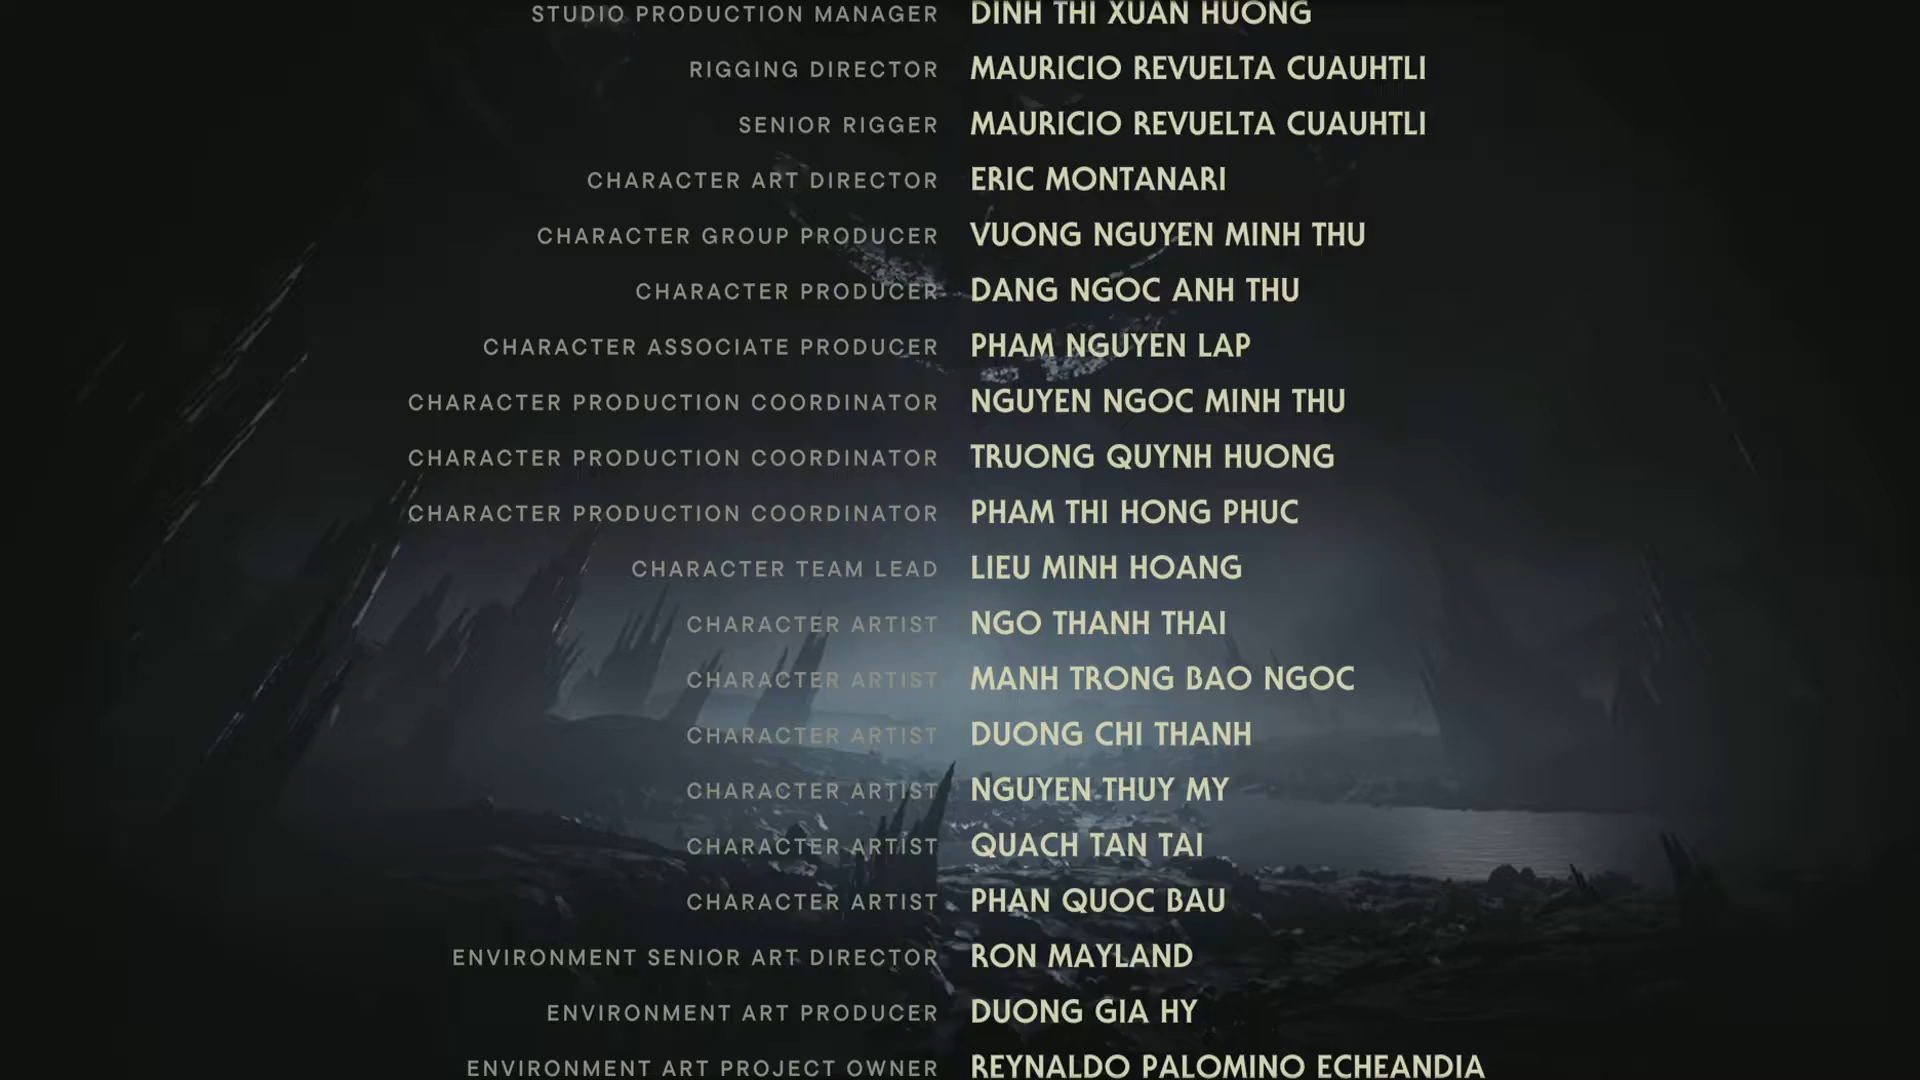 STUDIO PRODUCTION MANAGER DINH THI XUAN HUONG
RIGGING DIRECTOR MAURICIO REVUELTA CUAUHTLI
SENIOR RIGGER MAURICIO REVUELTA CUAUHTLI
CHARACTER ART DIRECTOR ERIC MONTANARI
CHARACTER GROUP PRODUCER VUONG NGUYEN MINH THU
CHARACTER PRODUCER DANG NGOC ANH THU
CHARACTER ASSOCIATE PRODUCER PHAM NGUYEN LAP
CHARACTER PRODUCTION COORDINATOR NGUYEN NGOC MINH THU
CHARACTER PRODUCTION COORDINATOR TRUONG QUYNH HUONG
CHARACTER PRODUCTION COORDINATOR PHAM THI HONG PHUC
CHARACTER TEAM LEAD LIEU MINH HOANG
CHARACTER ARTIST NGO THANH THAI
CHARACTER ARTIST MANH TRONG BAO NGOC
CHARACTER ARTIST DUONG CHI THANH
CHARACTER ARTIST NGUYEN THUY MY
CHARACTER ARTIST QUACH TAN TAI
CHARACTER ARTIST PHAN QUOC BAU
ENVIRONMENT SENIOR ART DIRECTOR RON MAYLAND
ENVIRONMENT ART PRODUCER DUONG GIA HY
ENVIRONMENT ART PROJECT OWNER REYNALDO PALOMINO ECHEANDIA